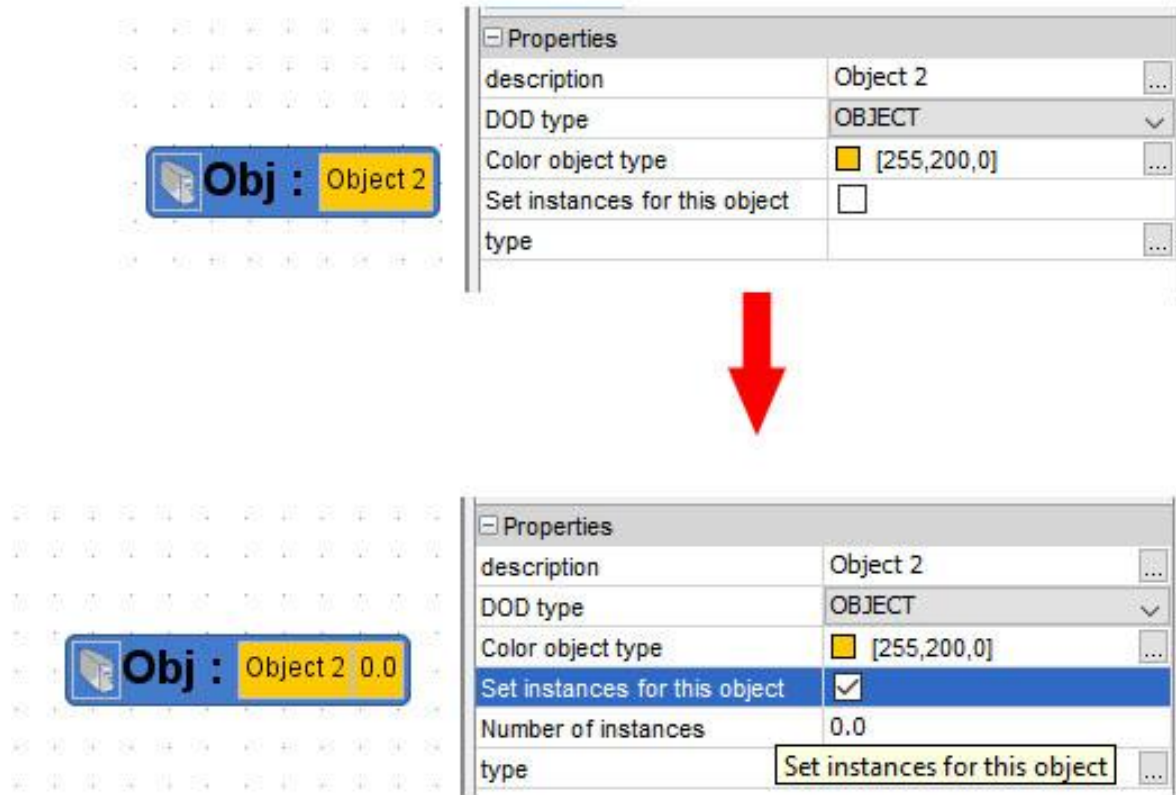 Properties
description Object 2 ...
DOD type OBJECT
Obj : Object 2
Color object type [255,200,0] ...
Set instances for this object
type ...
Properties
description Object 2 ...
DOD type OBJECT
Obj : Object 2 0.0
Color object type [255,200,0] ...
Set instances for this object
Number of instances 0.0
type Set instances for this object ...